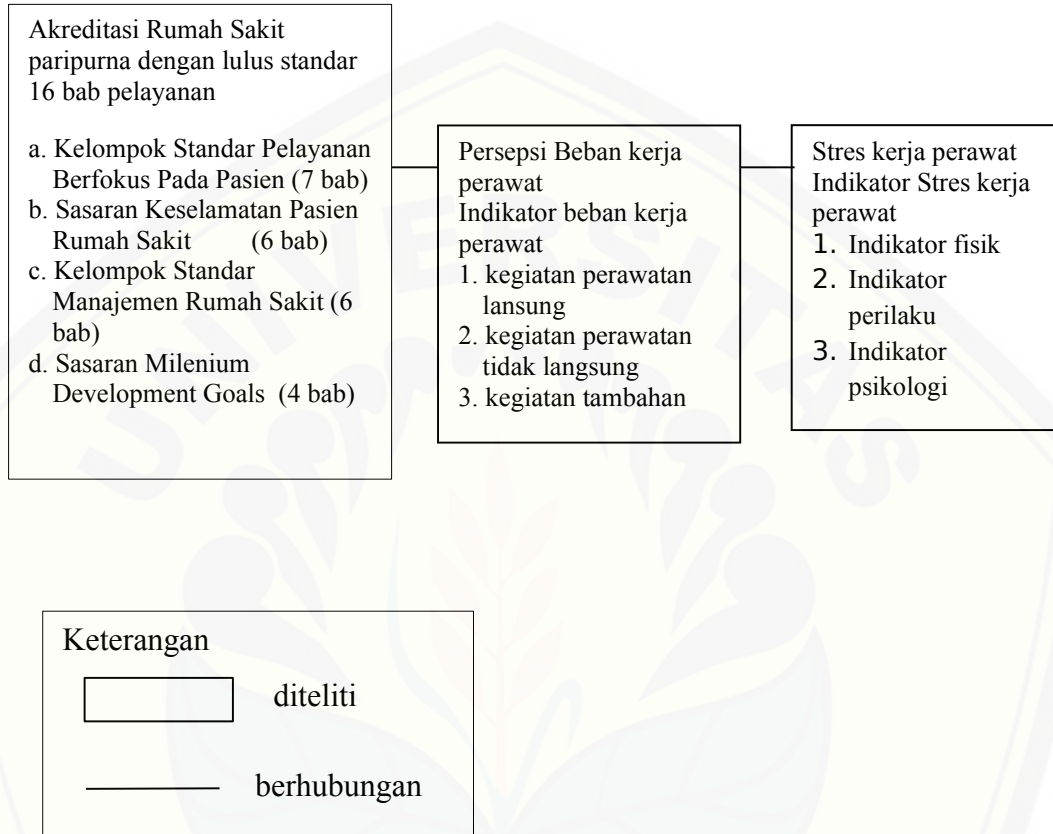 Akreditasi Rumah Sakit
paripurna dengan lulus standar
16 bab pelayanan
a. Kelompok Standar Pelayanan
Berfokus Pada Pasien (7 bab)
b. Sasaran Keselamatan Pasien
Rumah Sakit (6 bab)
c. Kelompok Standar
Manajemen Rumah Sakit (6
bab)
d. Sasaran Milenium
Development Goals (4 bab)
Persepsi Beban kerja
perawat
Indikator beban kerja
perawat
1. kegiatan perawatan
lansung
2. kegiatan perawatan
tidak langsung
3. kegiatan tambahan
Stres kerja perawat
Indikator Stres kerja
perawat
1. Indikator fisik
2. Indikator
perilaku
3. Indikator
psikologi
Keterangan
diteliti
berhubungan
UNIVERSITAS